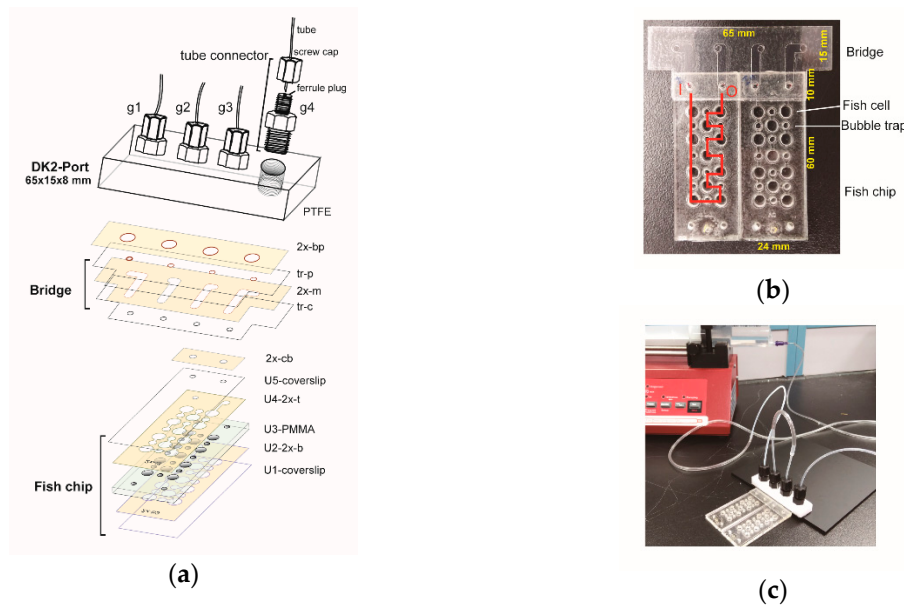 tube
screw cap
tube connector
ferrule plug
g1
g2
g3
g4
DK2-Port
65x15x8 mm
PTFE
2x-bp
tr-p
Bridge
2x-m
tr-c
2x-cb
U5-coverslip
U4-2x-t
U3-PMMA
U2-2x-b
Fish chip
U1-coverslip
(a)
65 mm
15 mm
Bridge
I
O
10 mm
Fish cell
Bubble trap
60 mm
Fish chip
24 mm
(b)
(c)